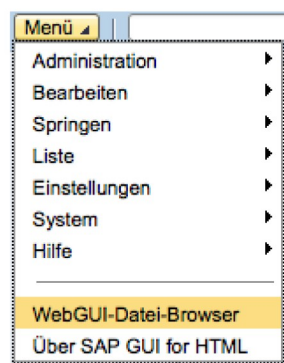 Menü
Administration
Bearbeiten
Springen
Liste
Einstellungen
System
Hilfe
WebGUI-Datei-Browser
Über SAP GUI for HTML